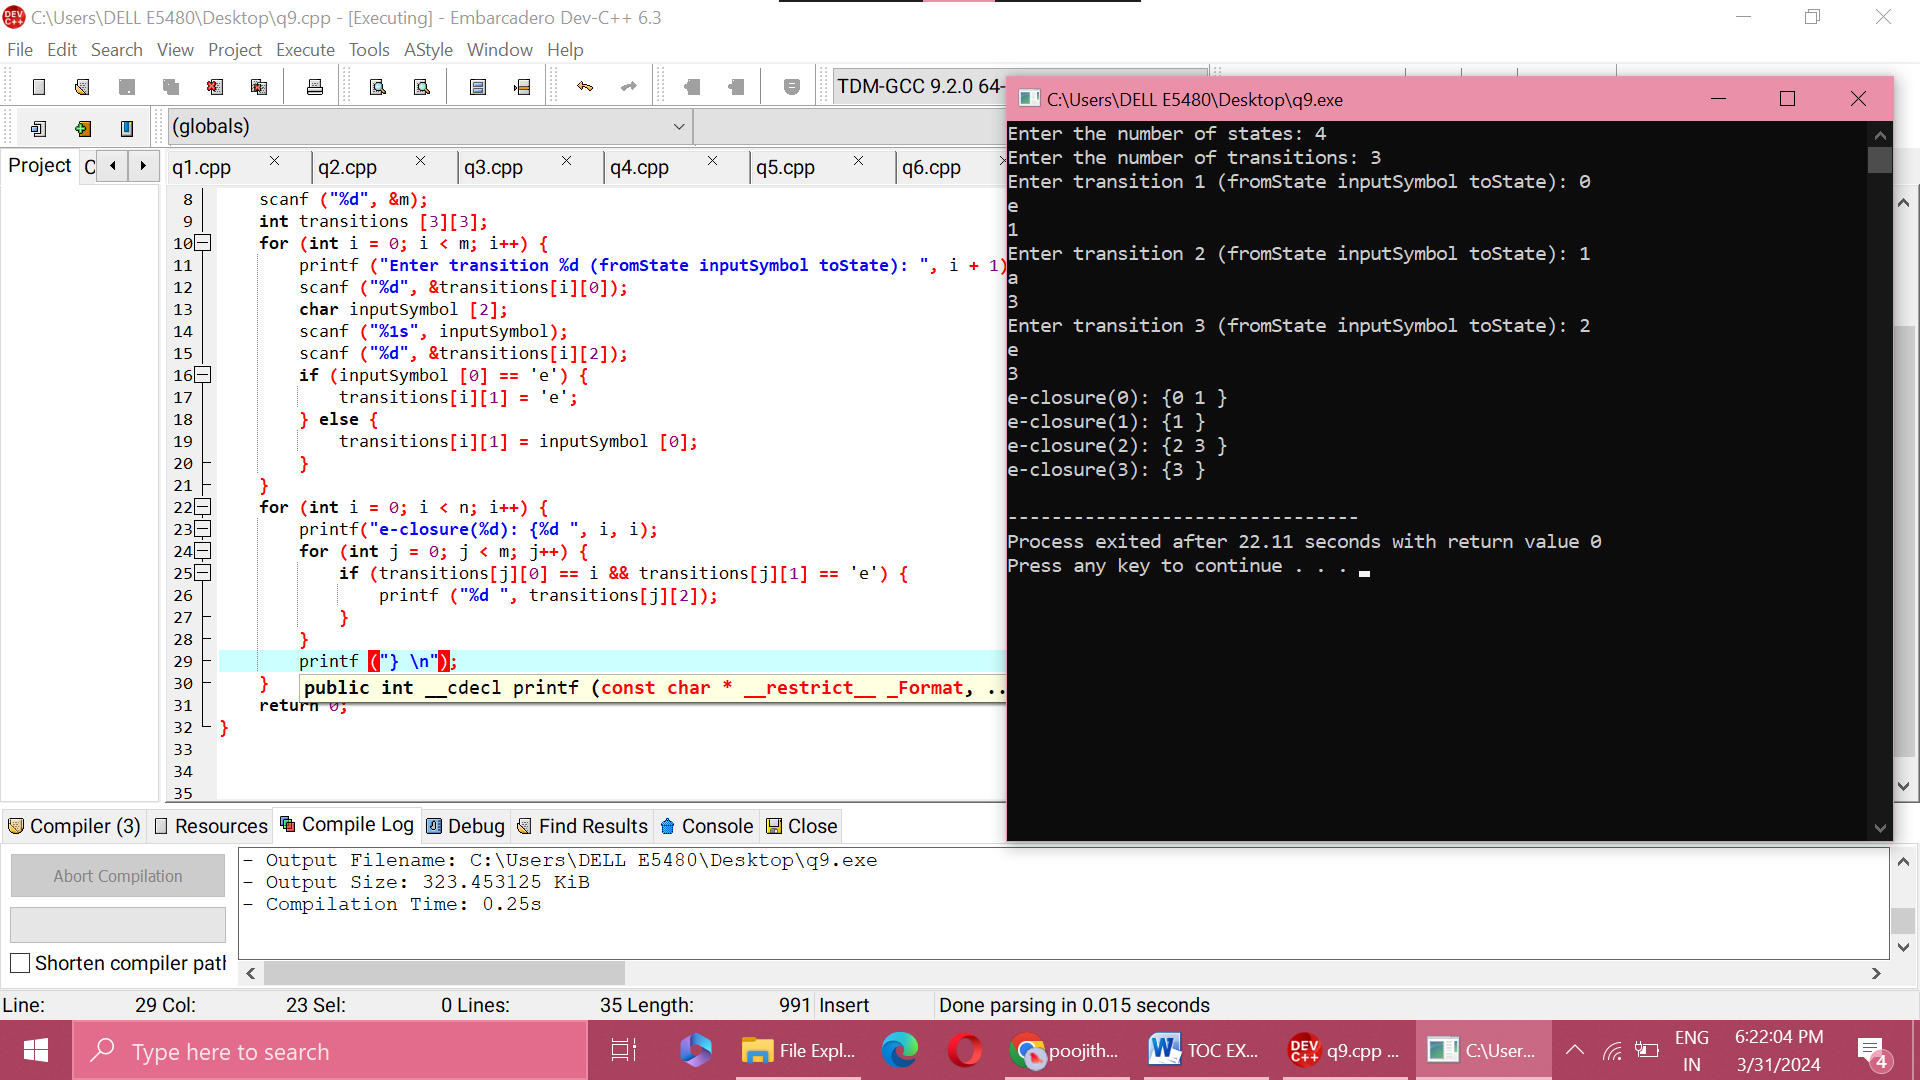 C:\Users\DELL E5480\Desktop\q9.cpp - [Executing] - Embarcadero Dev-C++ 6.3
File Edit Search View Project Execute Tools AStyle Window Help
TDM-GCC 9.2.0 64-
(globals)
Project C
q1.cpp q2.cpp q3.cpp q4.cpp q5.cpp q6.cpp
8 scanf ("%d", &m);
9 int transitions [3][3];
10 for (int i = 0; i < m; i++) {
11 printf ("Enter transition %d (fromState inputSymbol toState): ", i + 1)
12 scanf ("%d", &transitions[i][0]);
13 char inputSymbol [2];
14 scanf ("%1s", inputSymbol);
15 scanf ("%d", &transitions[i][2]);
16 if (inputSymbol [0] == 'e') {
17 transitions[i][1] = 'e';
18 } else {
19 transitions[i][1] = inputSymbol [0];
20 }
21 }
22 for (int i = 0; i < n; i++) {
23 printf("e-closure(%d): {%d ", i, i);
24 for (int j = 0; j < m; j++) {
25 if (transitions[j][0] == i && transitions[j][1] == 'e') {
26 printf ("%d ", transitions[j][2]);
27 }
28 }
29 printf ("} \n");
30 }
public int __cdecl printf (const char * __restrict__ _Format, ..
31 return 0;
32 }
33
34
35
C:\Users\DELL E5480\Desktop\q9.exe
Enter the number of states: 4
Enter the number of transitions: 3
Enter transition 1 (fromState inputSymbol toState): 0
e
1
Enter transition 2 (fromState inputSymbol toState): 1
a
3
Enter transition 3 (fromState inputSymbol toState): 2
e
3
e-closure(0): {0 1 }
e-closure(1): {1 }
e-closure(2): {2 3 }
e-closure(3): {3 }
--------------------------------
Process exited after 22.11 seconds with return value 0
Press any key to continue . . .
Compiler (3) Resources Compile Log Debug Find Results Console Close
Abort Compilation
Shorten compiler path
- Output Filename: C:\Users\DELL E5480\Desktop\q9.exe
- Output Size: 323.453125 KiB
- Compilation Time: 0.25s
Line: 29 Col: 23 Sel: 0 Lines: 35 Length: 991 Insert Done parsing in 0.015 seconds
Type here to search
File Expl...
poojith...
TOC EX...
q9.cpp ...
C:\User...
ENG
IN
6:22:04 PM
3/31/2024
4